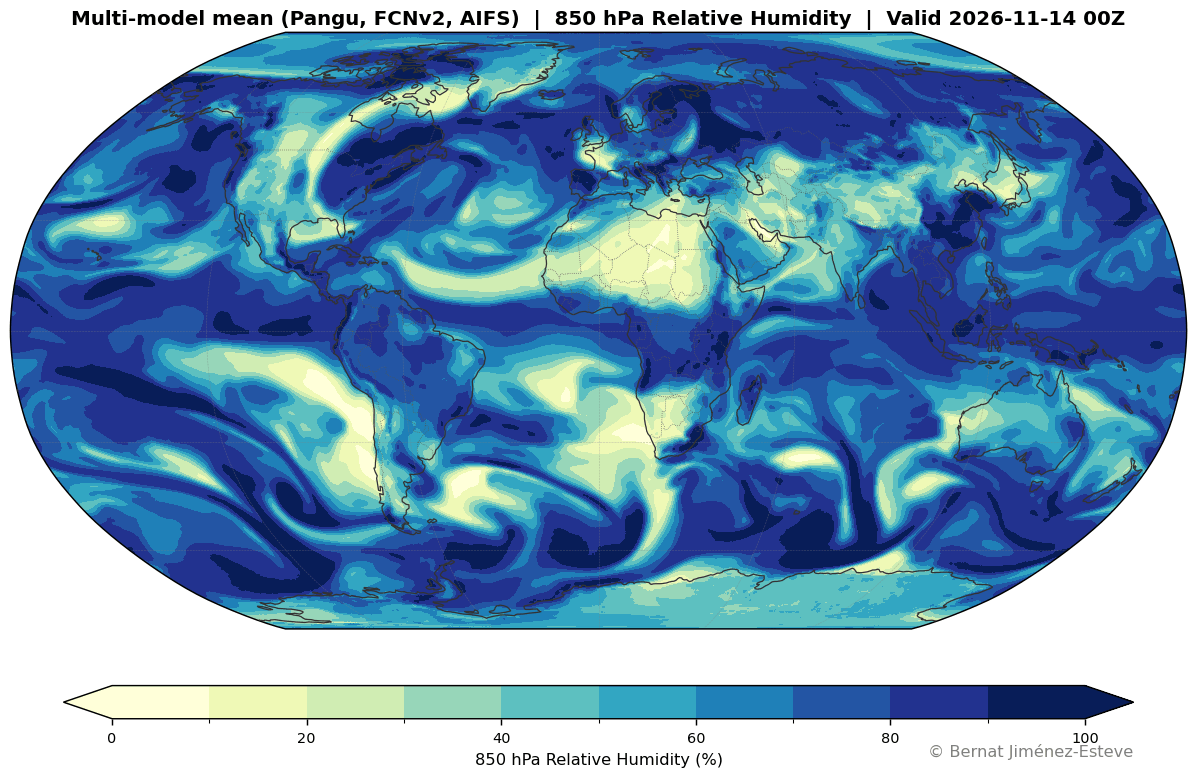 Multi-model mean (Pangu, FCNv2, AIFS)  |  850 hPa Relative Humidity  |  Valid 2026-11-14 00Z
0 20 40 60 80 100
850 hPa Relative Humidity (%)
© Bernat Jiménez-Esteve